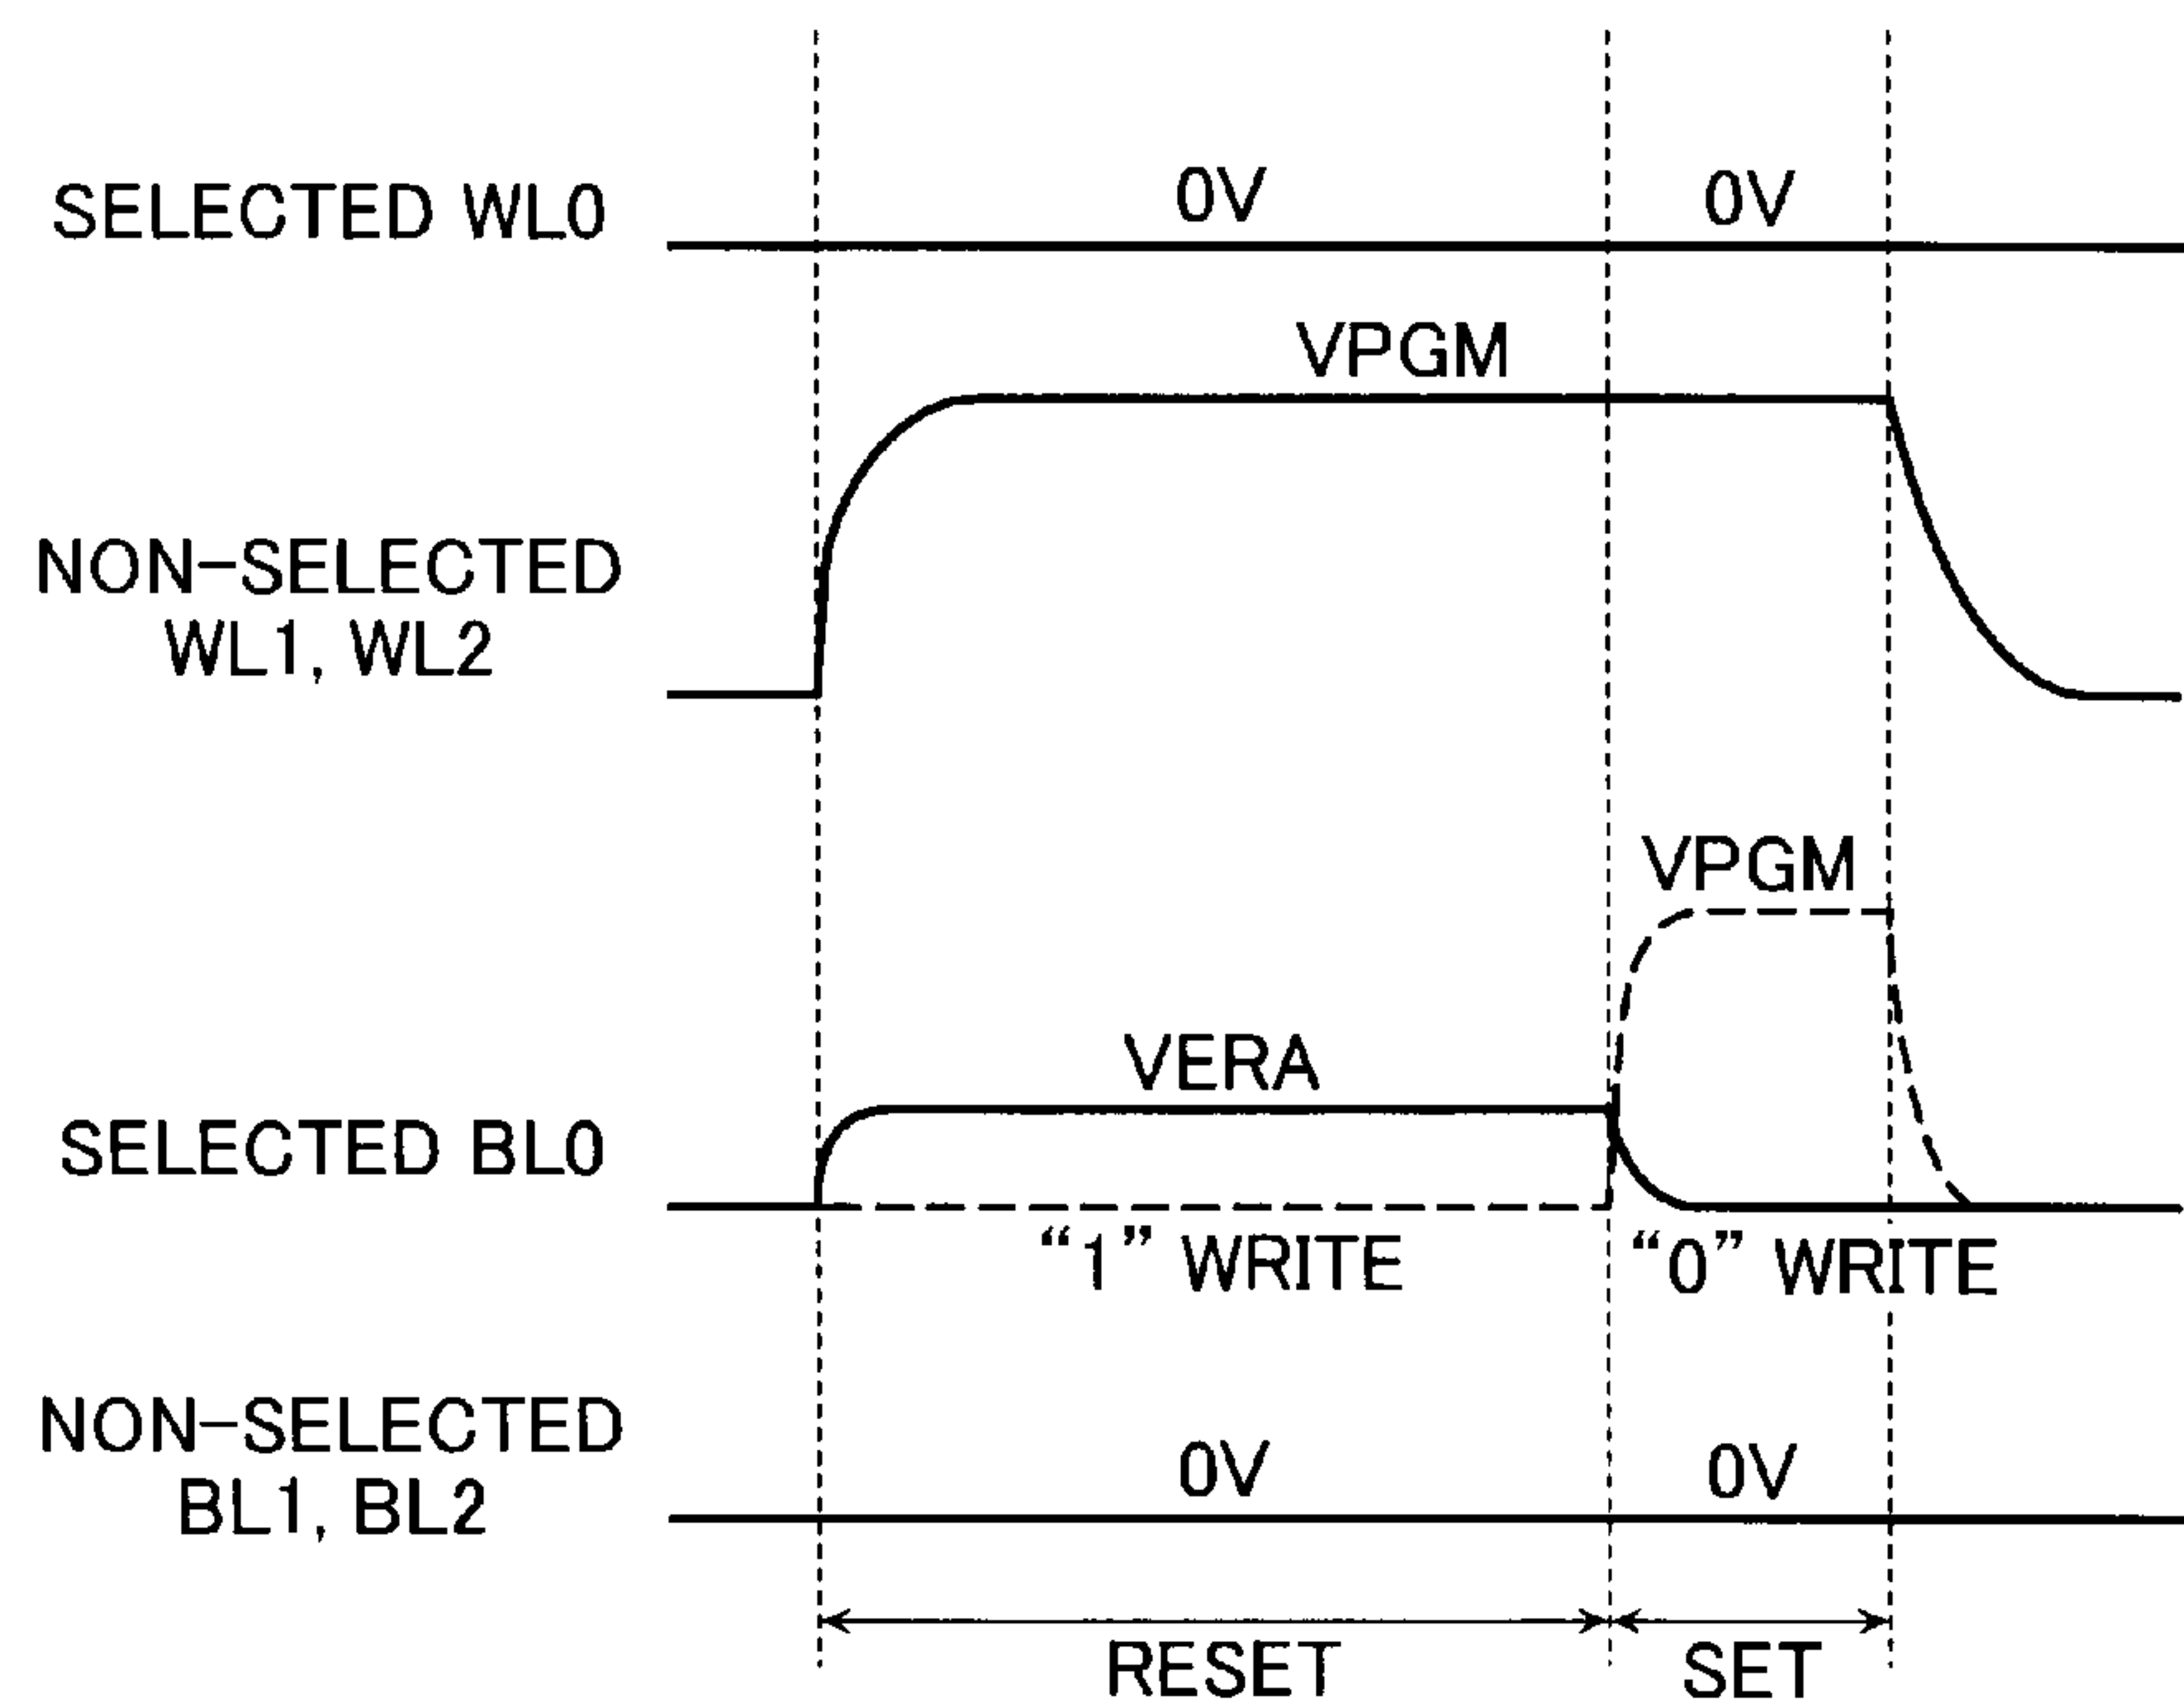 SELECTED WL0
0V
0V
VPGM
NON-SELECTED
WL1, WL2
VPGM
VERA
SELECTED BL0
“1” WRITE
“0” WRITE
NON-SELECTED
BL1, BL2
0V
0V
RESET
SET